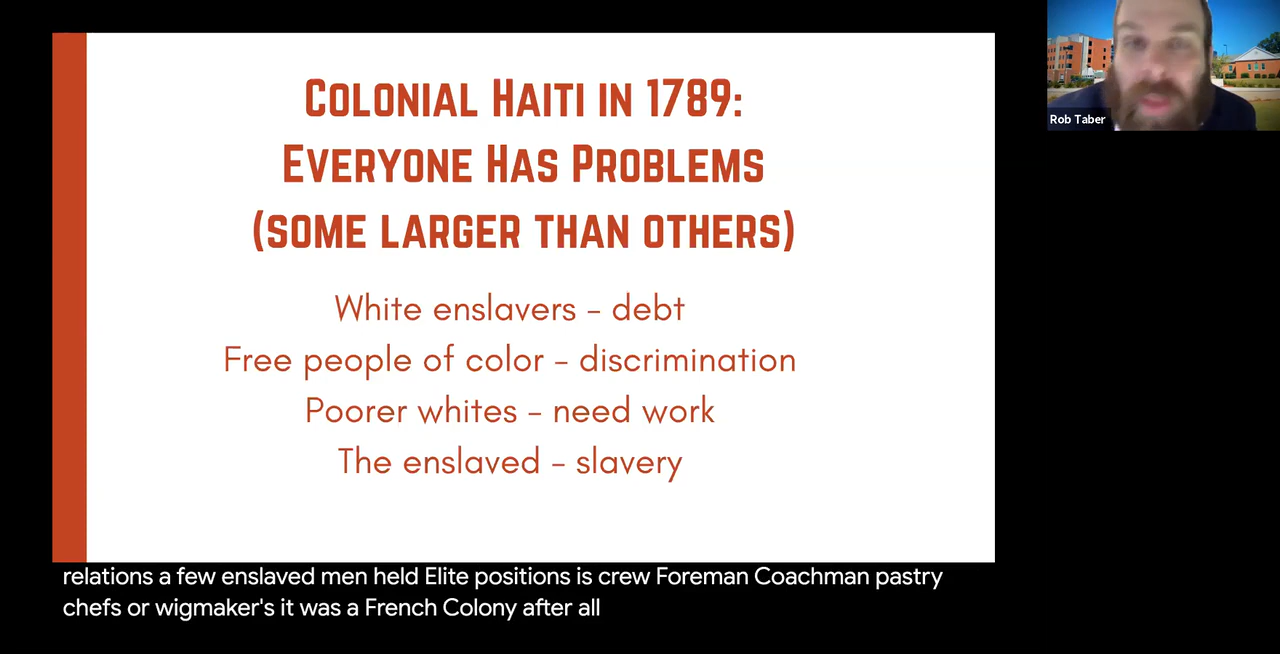 COLONIAL HAITI IN 1789:
EVERYONE HAS PROBLEMS
(SOME LARGER THAN OTHERS)
White enslavers - debt
Free people of color - discrimination
Poorer whites - need work
The enslaved - slavery
relations a few enslaved men held Elite positions is crew Foreman Coachman pastry
chefs or wigmaker's it was a French Colony after all
Rob Taber